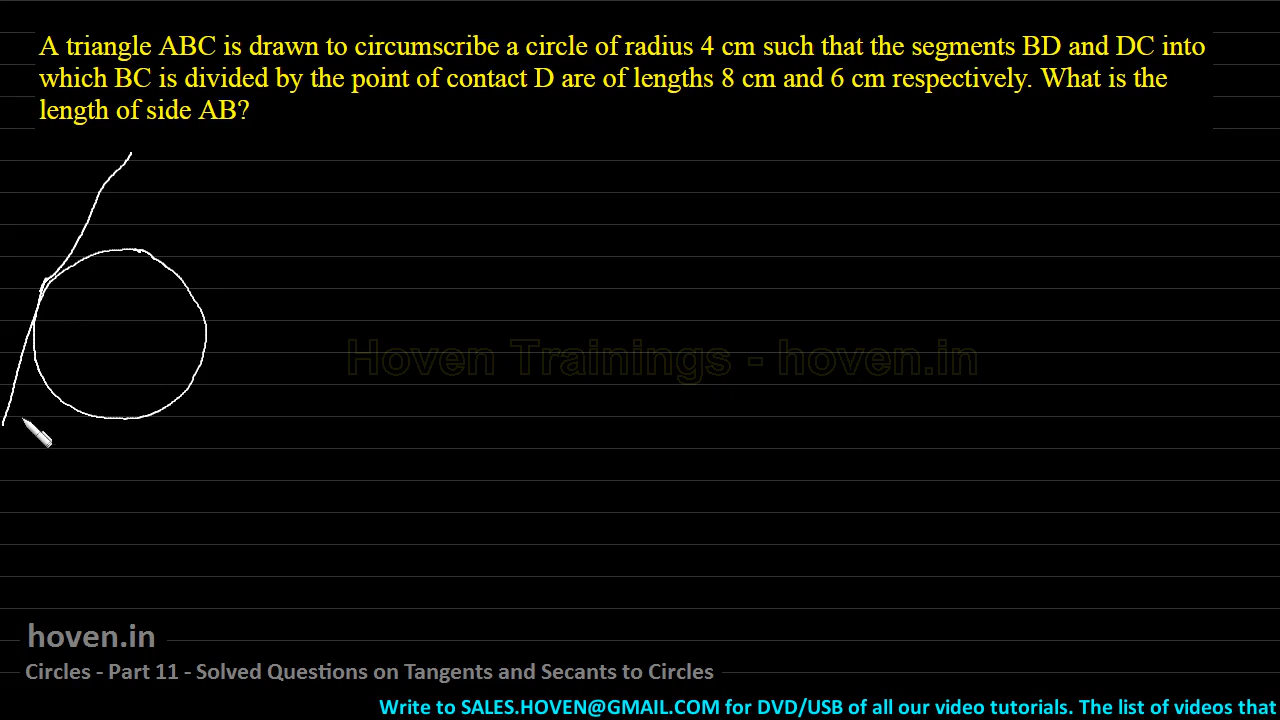 A triangle ABC is drawn to circumscribe a circle of radius 4 cm such that the segments BD and DC into
which BC is divided by the point of contact D are of lengths 8 cm and 6 cm respectively. What is the
length of side AB?
Hoven Trainings - hoven.in
hoven.in
Circles - Part 11 - Solved Questions on Tangents and Secants to Circles
Write to SALES.HOVEN@GMAIL.COM for DVD/USB of all our video tutorials. The list of videos that